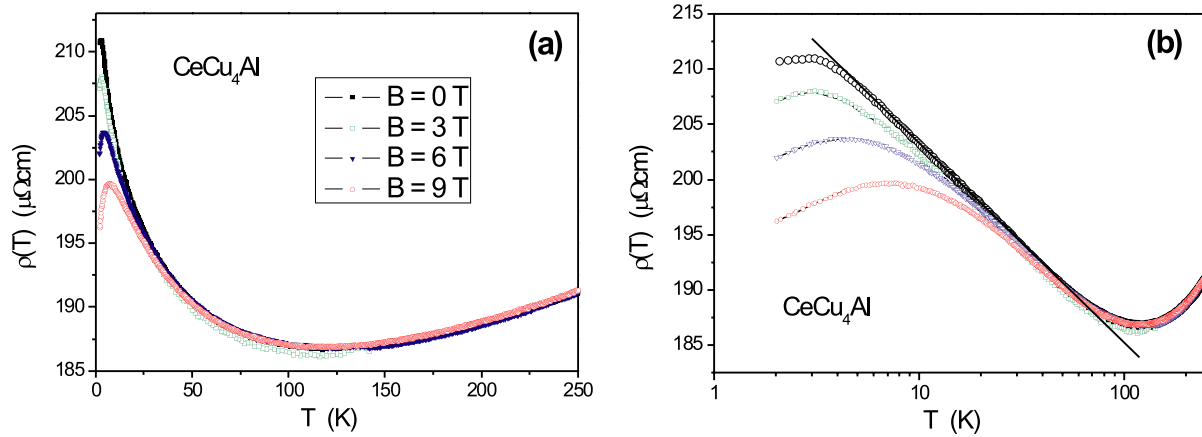 (a)
CeCu₄Al
B = 0 T
B = 3 T
B = 6 T
B = 9 T
ρ(T) (μΩcm)
210
205
200
195
190
185
0 50 100 150 200 250
T (K)
(b)
CeCu₄Al
ρ(T) (μΩcm)
215
210
205
200
195
190
185
1 10 100
T (K)